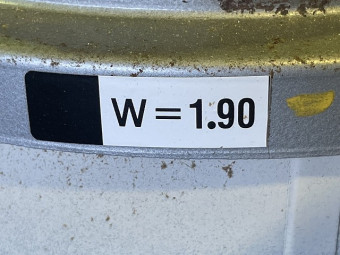 W = 1.90